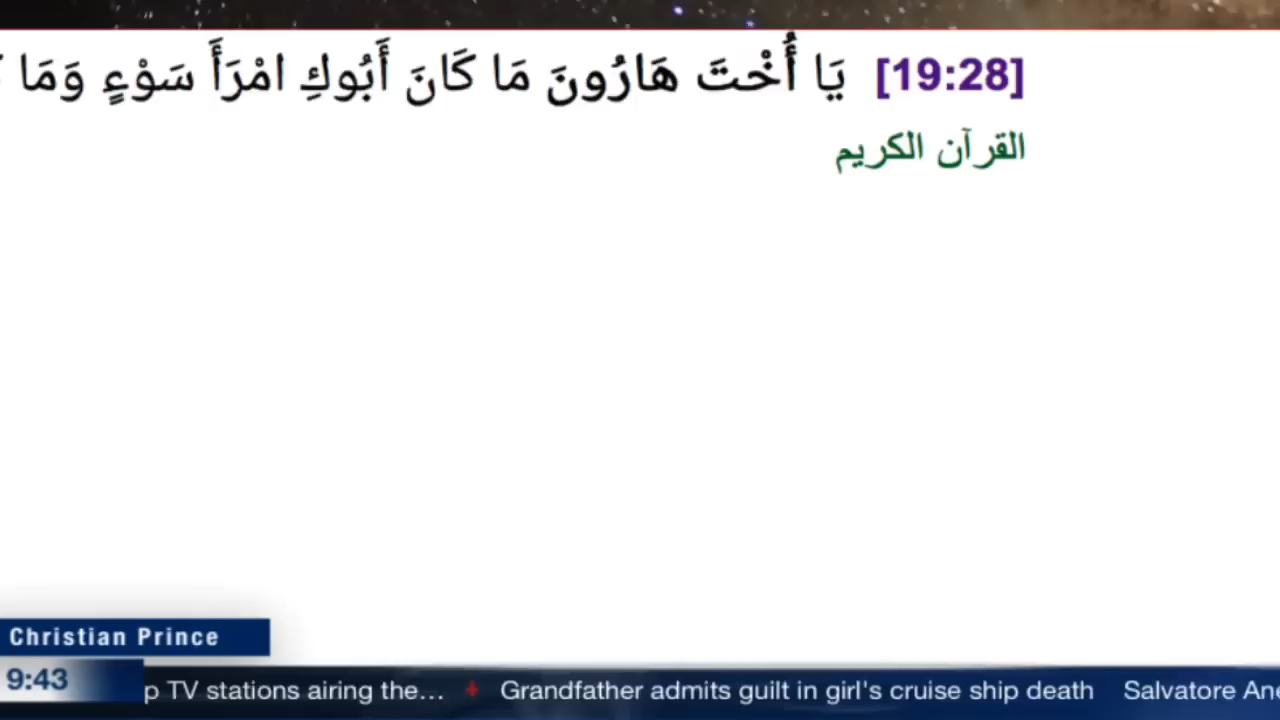 [19:28] يَا أُخْتَ هَارُونَ مَا كَانَ أَبُوكِ امْرَأَ سَوْءٍ وَمَا
القرآن الكريم
Christian Prince
9:43
p TV stations airing the... Grandfather admits guilt in girl's cruise ship death Salvatore Ane